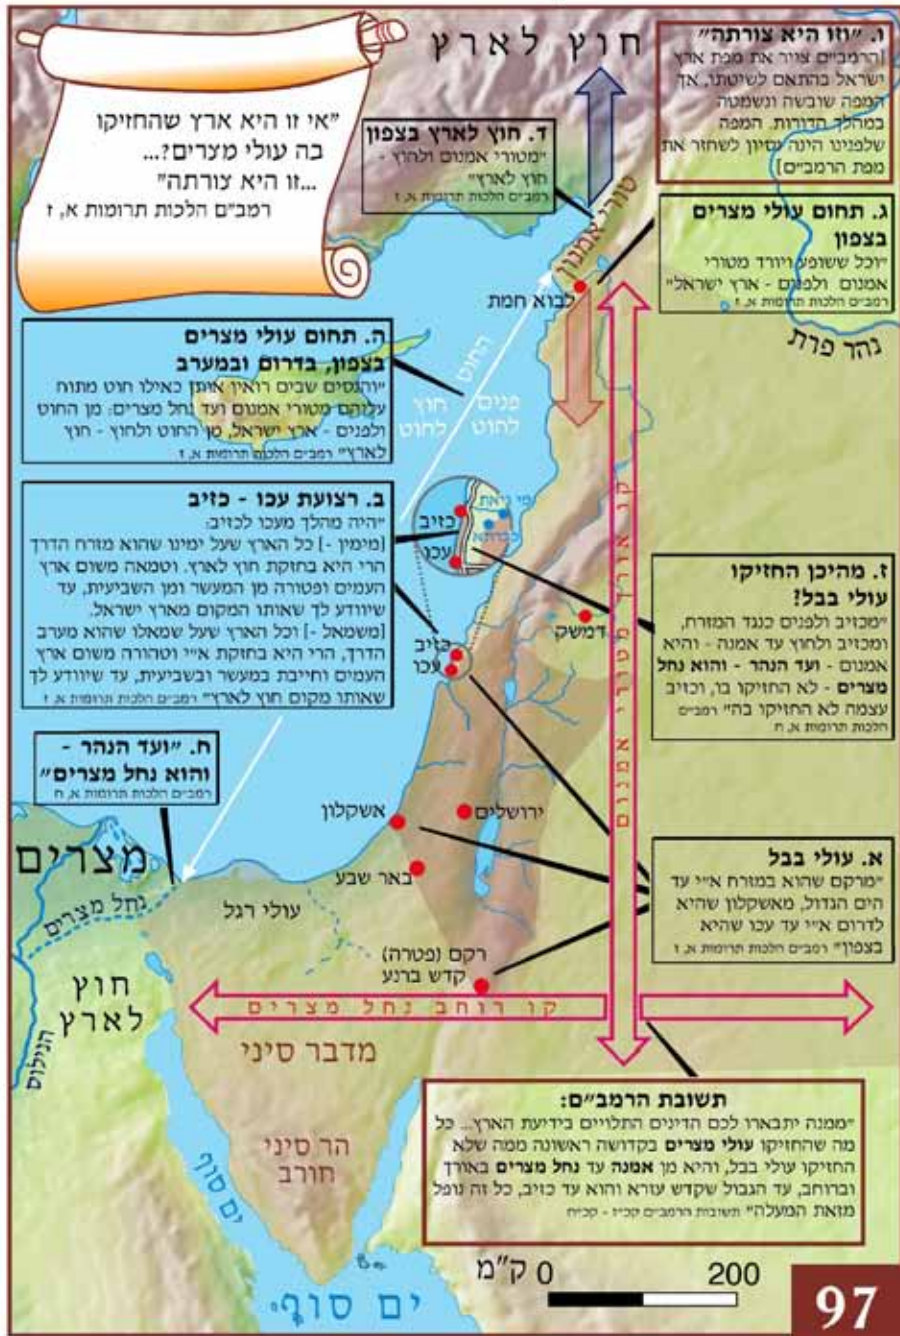 "אי זו היא ארץ שהחזיקו
בה עולי מצרים?...
...זו היא צורתה"
רמב"ם הלכות תרומות א, ז
חוץ לארץ
ו. "וזו היא צורתה"
[הרמב"ם צייר את מפת ארץ
ישראל בהתאם לשיטתו, אך
המפה שובשה ונשמטה
במהלך הדורות. המפה
שלפנינו הינה נסיון לשחזר את
מפת הרמב"ם]
ד. חוץ לארץ בצפון
"מטורי אמנום ולחוץ -
חוץ לארץ"
רמב"ם הלכות תרומות א, ז
טורי אמנון
ג. תחום עולי מצרים
בצפון
"וכל ששופע ויורד מטורי
אמנום ולפנים - ארץ ישראל"
רמב"ם הלכות תרומות א, ז
לבוא חמת
נהר פרת
ה. תחום עולי מצרים
בצפון, בדרום ובמערב
"והנסים שבים רואין אותן כאילו חוט מתוח
עליהם מטורי אמנום ועד נחל מצרים: מן החוט
ולפנים - ארץ ישראל, מן החוט ולחוץ - חוץ
לארץ" רמב"ם הלכות תרומות א, ז
החוט
פנים
לחוט
חוץ
לחוט
ב. רצועת עכו - כזיב
"היה מהלך מעכו לכזיב:
[מימין -] כל הארץ שעל ימינו שהוא מזרח הדרך
הרי היא בחזקת חוץ לארץ. וטמאה משום ארץ
העמים ופטורה מן המעשר ומן השביעית, עד
שיוודע לך שאותו המקום מארץ ישראל.
[משמאל -] וכל הארץ שעל שמאלו שהוא מערב
הדרך, הרי היא בחזקת א"י וטהורה משום ארץ
העמים וחייבת במעשר ובשביעית, עד שיוודע לך
שאותו מקום חוץ לארץ" רמב"ם הלכות תרומות א, ז
כזיב
עכו
כזיב
עכו
דמשק
קו אורך מטורי אמנום
ז. מהיכן החזיקו
עולי בבל?
"מכזיב ולפנים כנגד המזרח,
ומכזיב ולחוץ עד אמנה - והיא
אמנום - ועד הנהר - והוא נחל
מצרים - לא החזיקו בו, וכזיב
עצמה לא החזיקו בה" רמב"ם
הלכות תרומות א, ח
ח. "ועד הנהר -
והוא נחל מצרים"
רמב"ם הלכות תרומות א, ח
אשקלון
ירושלים
באר שבע
מצרים
נחל מצרים
עולי רגל
א. עולי בבל
"מרקם שהוא במזרח א"י עד
הים הגדול, מאשקלון שהיא
לדרום א"י עד עכו שהיא
בצפון" רמב"ם הלכות תרומות א, ז
רקם (פטרה)
קדש ברנע
קו רוחב נחל מצרים
חוץ
לארץ
הנילוס
מדבר סיני
הר סיני
חורב
ים סוף
תשובת הרמב"ם:
"ממנה יתבארו לכם הדינים התלויים בידיעת הארץ... כל
מה שהחזיקו עולי מצרים בקדושה ראשונה ממה שלא
החזיקו עולי בבל, והיא מן אמנה עד נחל מצרים באורך
וברוחב, עד הגבול שקדש עזרא והוא עד כזיב, כל זה נופל
מזאת המעלה" תשובות הרמב"ם קכ"ז - קכ"ח
ים סוף
ק"מ 0 200
97